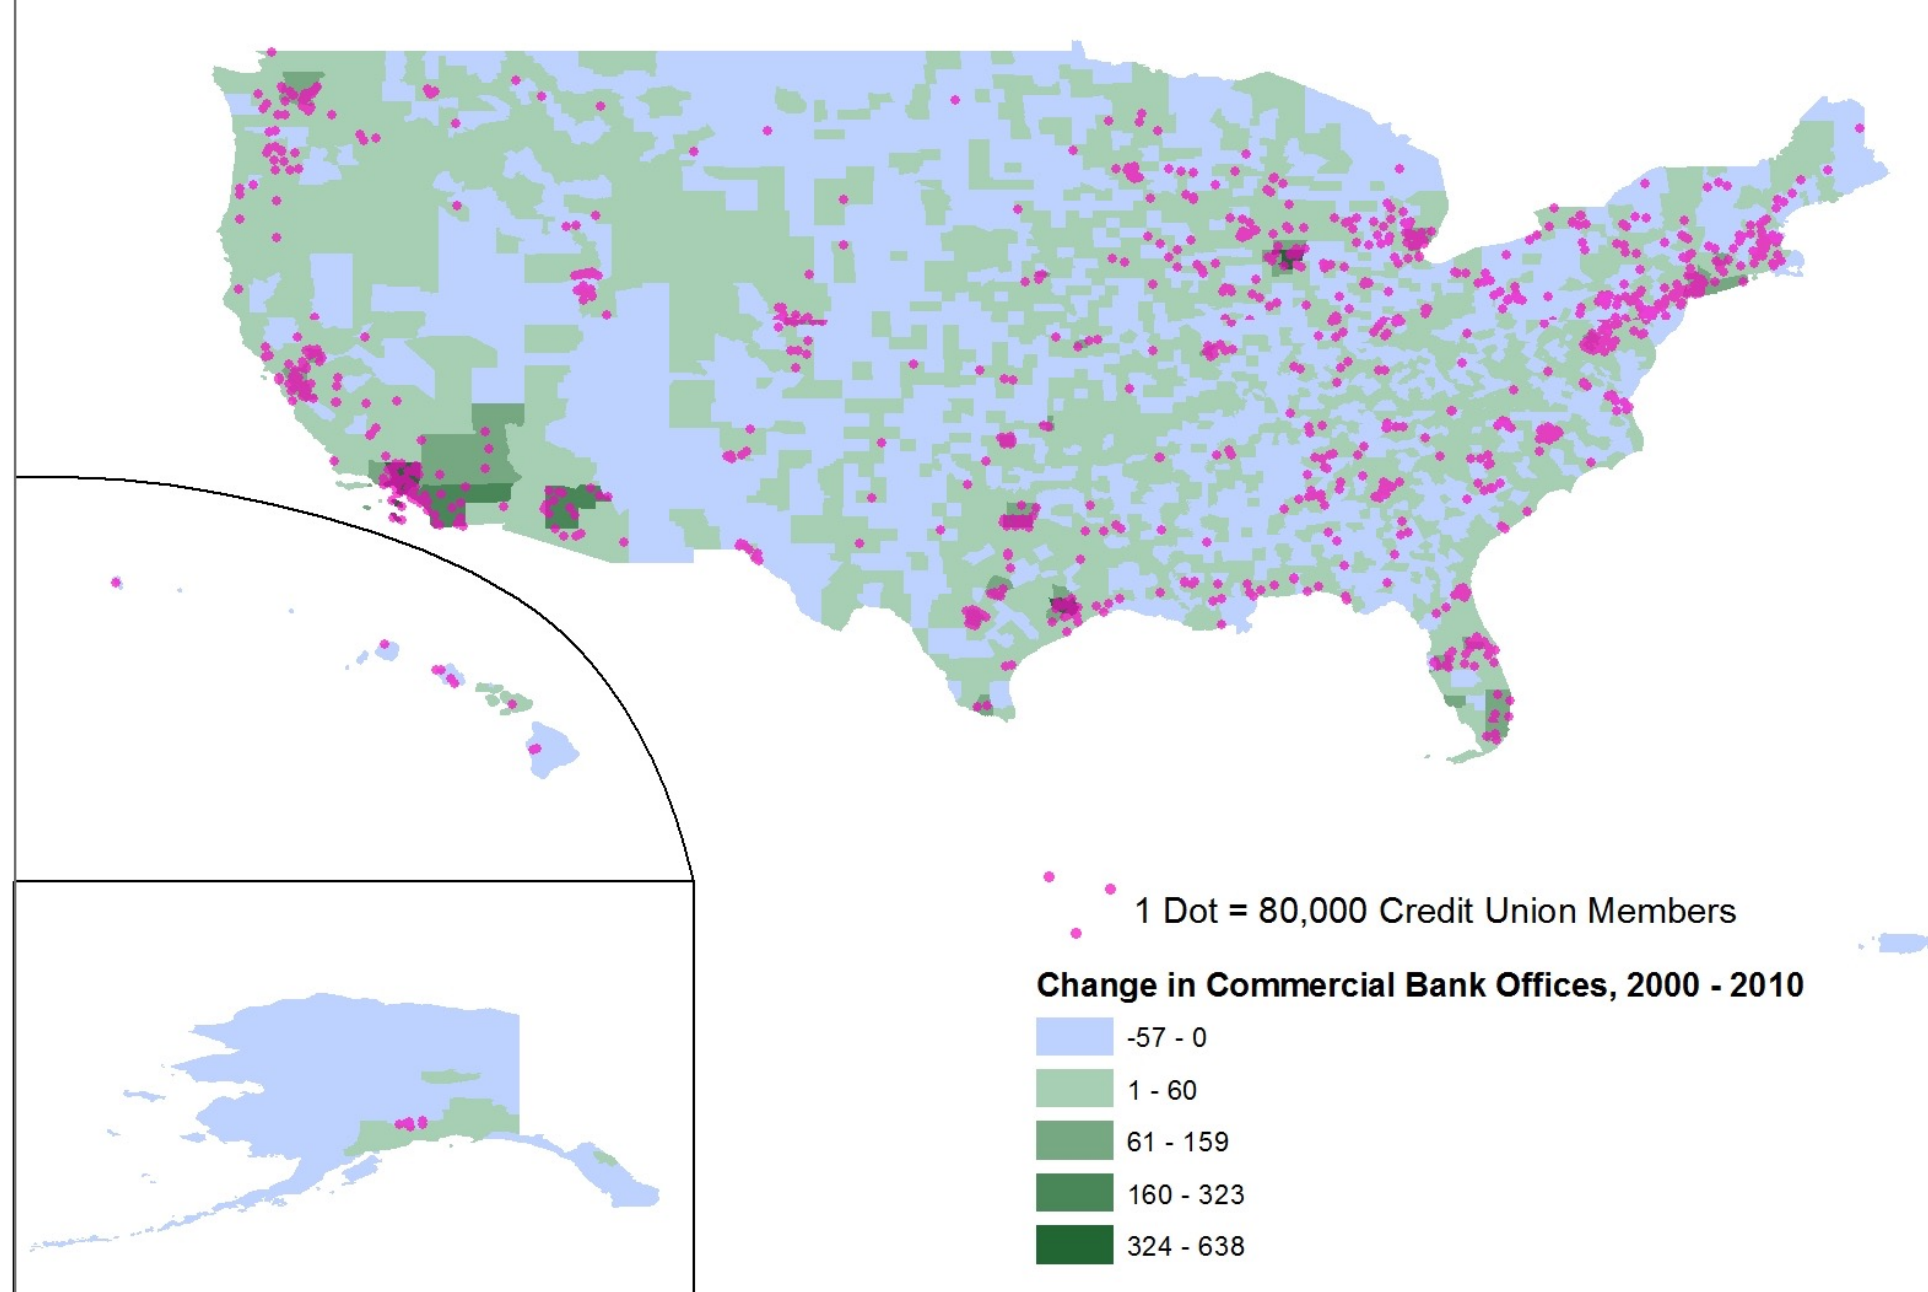 1 Dot = 80,000 Credit Union Members
Change in Commercial Bank Offices, 2000 - 2010
-57 - 0
1 - 60
61 - 159
160 - 323
324 - 638